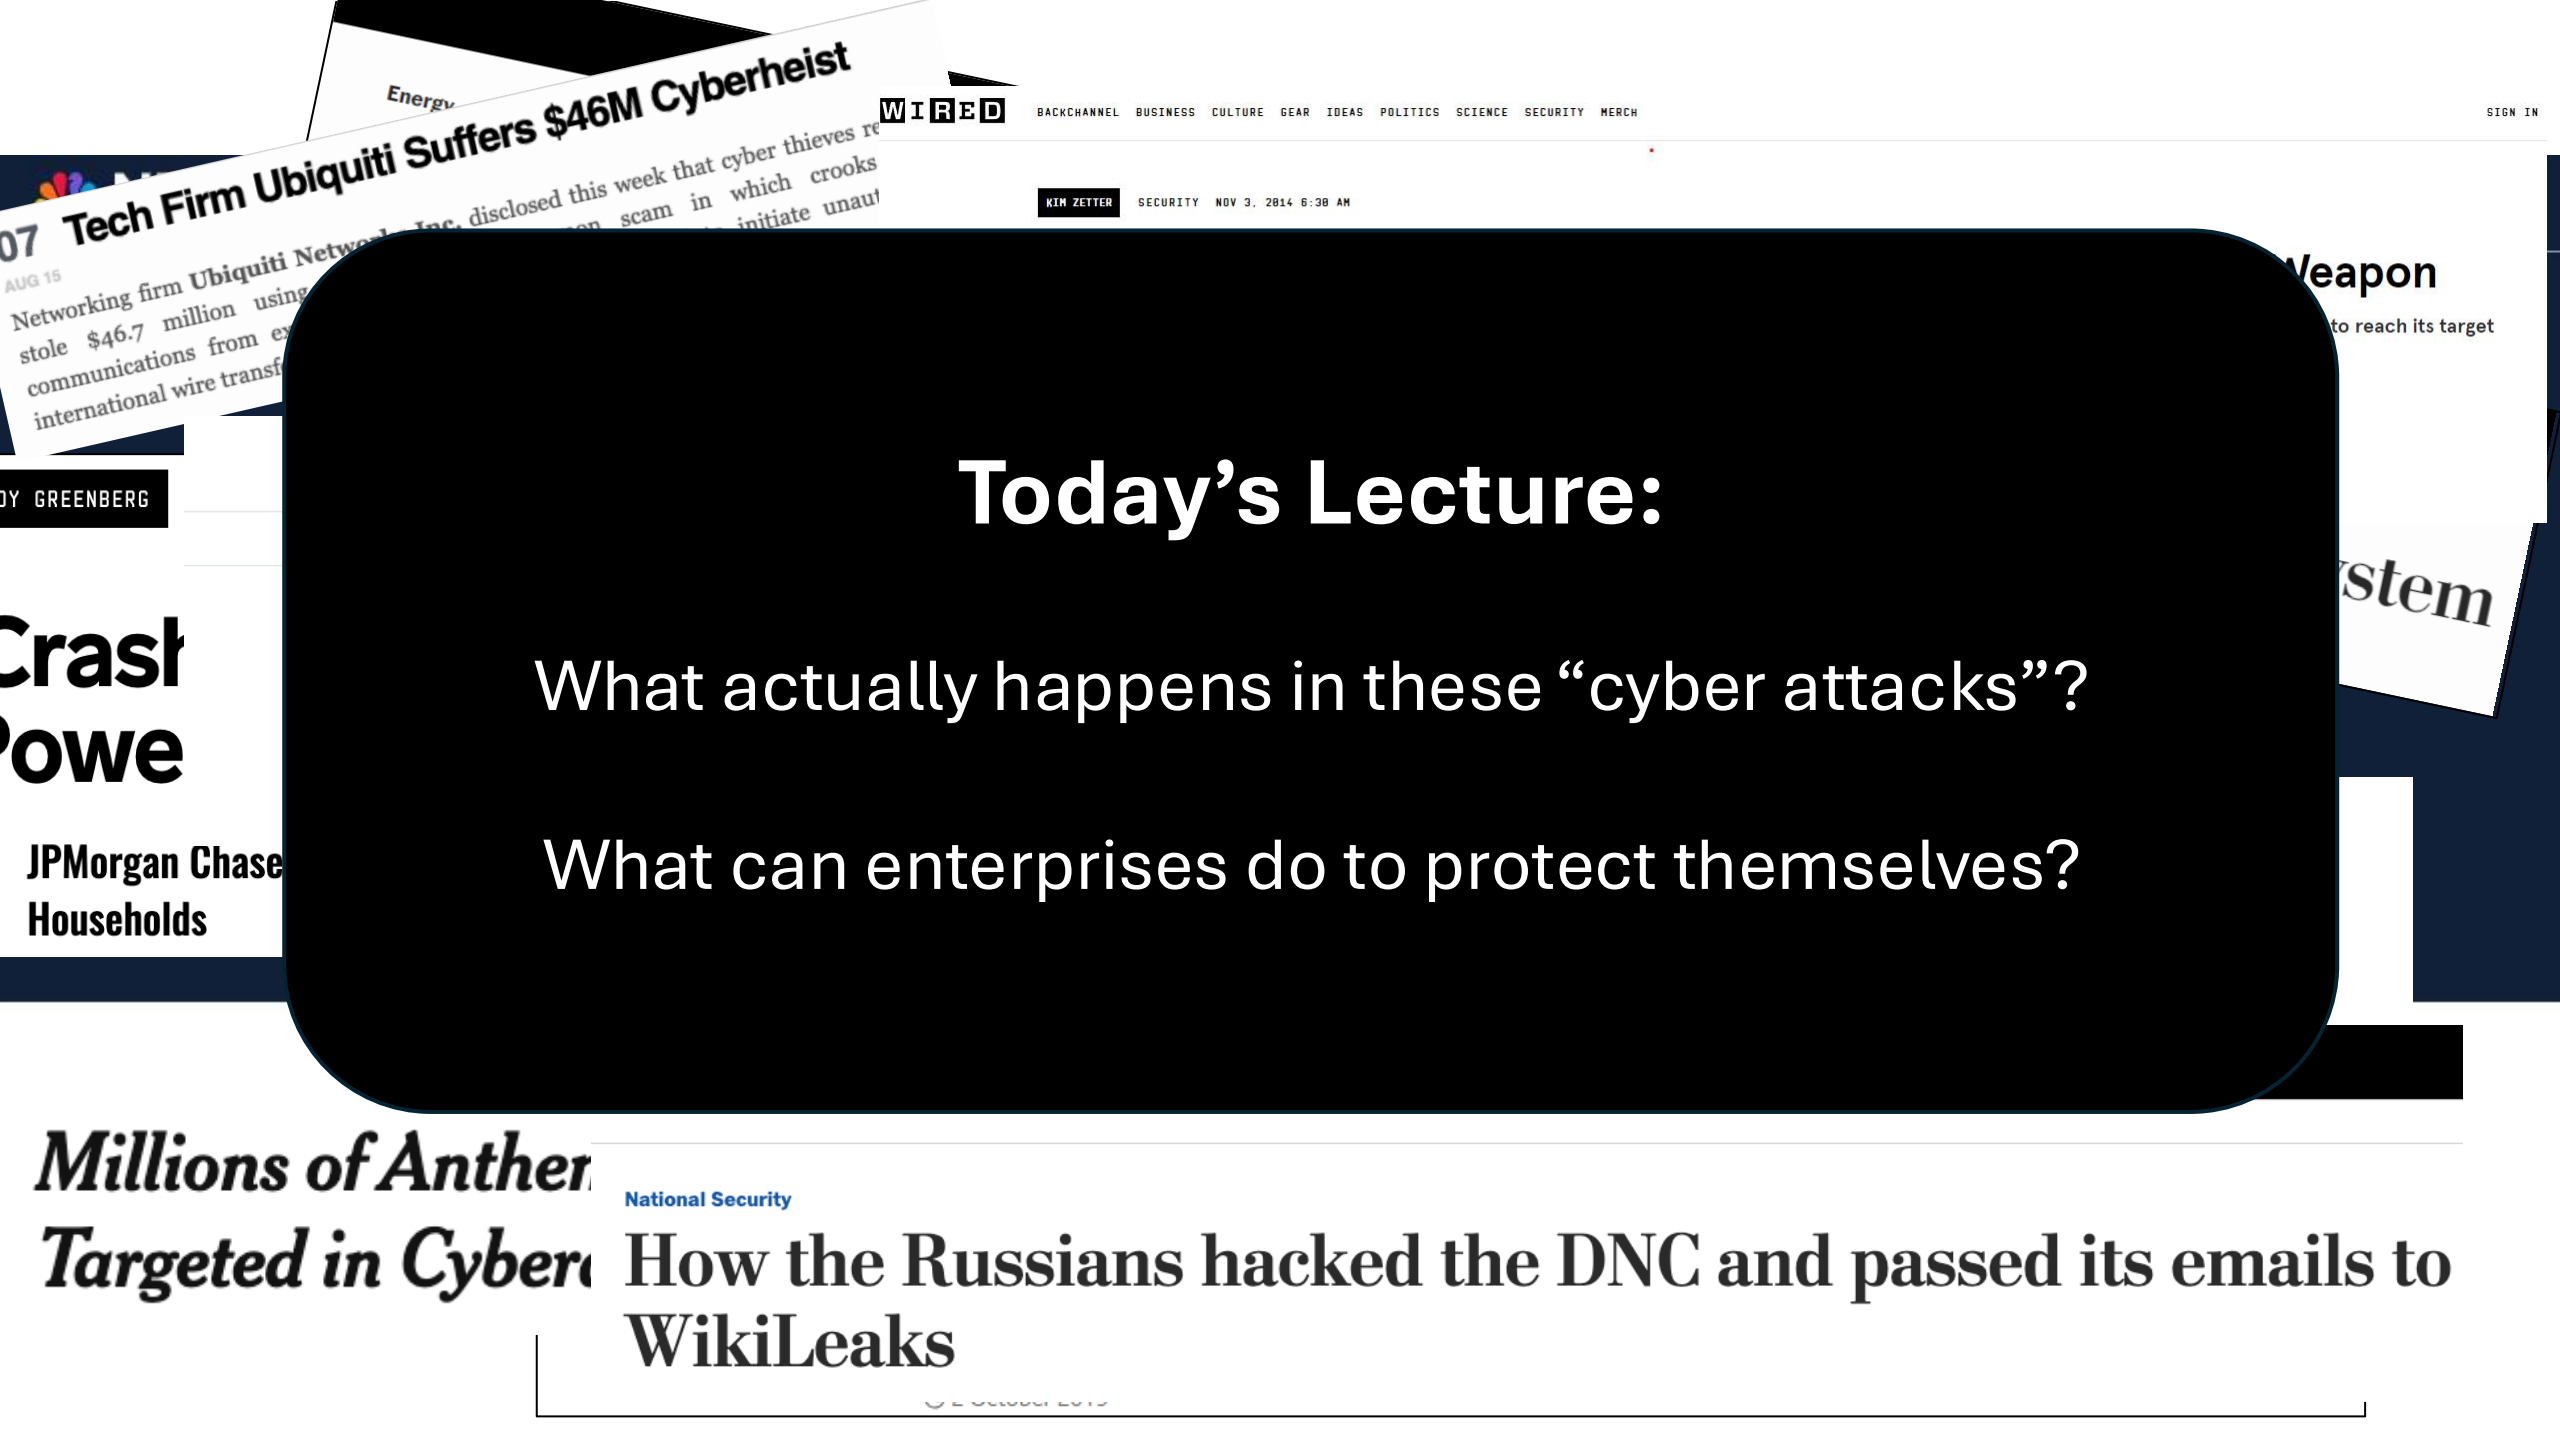 Energy
07 Tech Firm Ubiquiti Suffers $46M Cyberheist
AUG 15
Networking firm Ubiquiti Networks Inc. disclosed this week that cyber thieves
stole $46.7 million using scam in which crooks
communications from initiate
international wire
WIRED BACKCHANNEL BUSINESS CULTURE GEAR IDEAS POLITICS SCIENCE SECURITY MERCH SIGN IN
KIM ZETTER SECURITY NOV 3, 2014 6:30 AM
Weapon
to reach its target
GREENBERG
Crash
Powe
stem
Today’s Lecture:
What actually happens in these “cyber attacks”?
What can enterprises do to protect themselves?
JPMorgan Chase
Households
Millions of Anthem
Targeted in Cyber
National Security
How the Russians hacked the DNC and passed its emails to
WikiLeaks